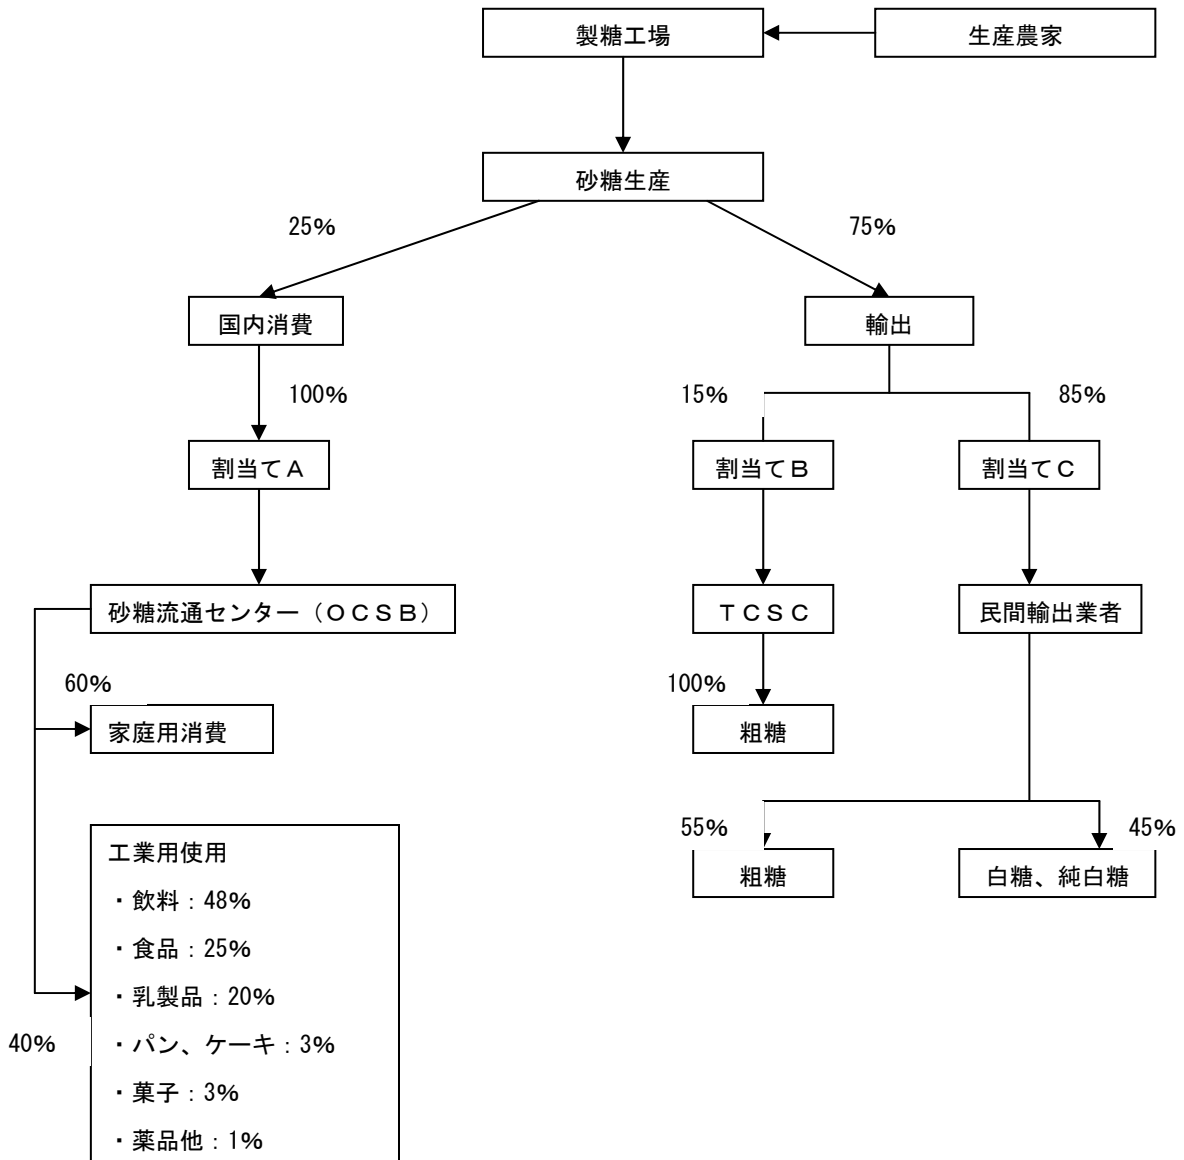 製糖工場
生産農家
砂糖生産
25%
75%
国内消費
輸出
100%
15%
85%
割当てA
割当てB
割当てC
砂糖流通センター（OCSB）
TCSC
民間輸出業者
60%
100%
家庭用消費
粗糖
55%
45%
工業用使用
粗糖
白糖、純白糖
・飲料：48%
・食品：25%
・乳製品：20%
40%
・パン、ケーキ：3%
・菓子：3%
・薬品他：1%